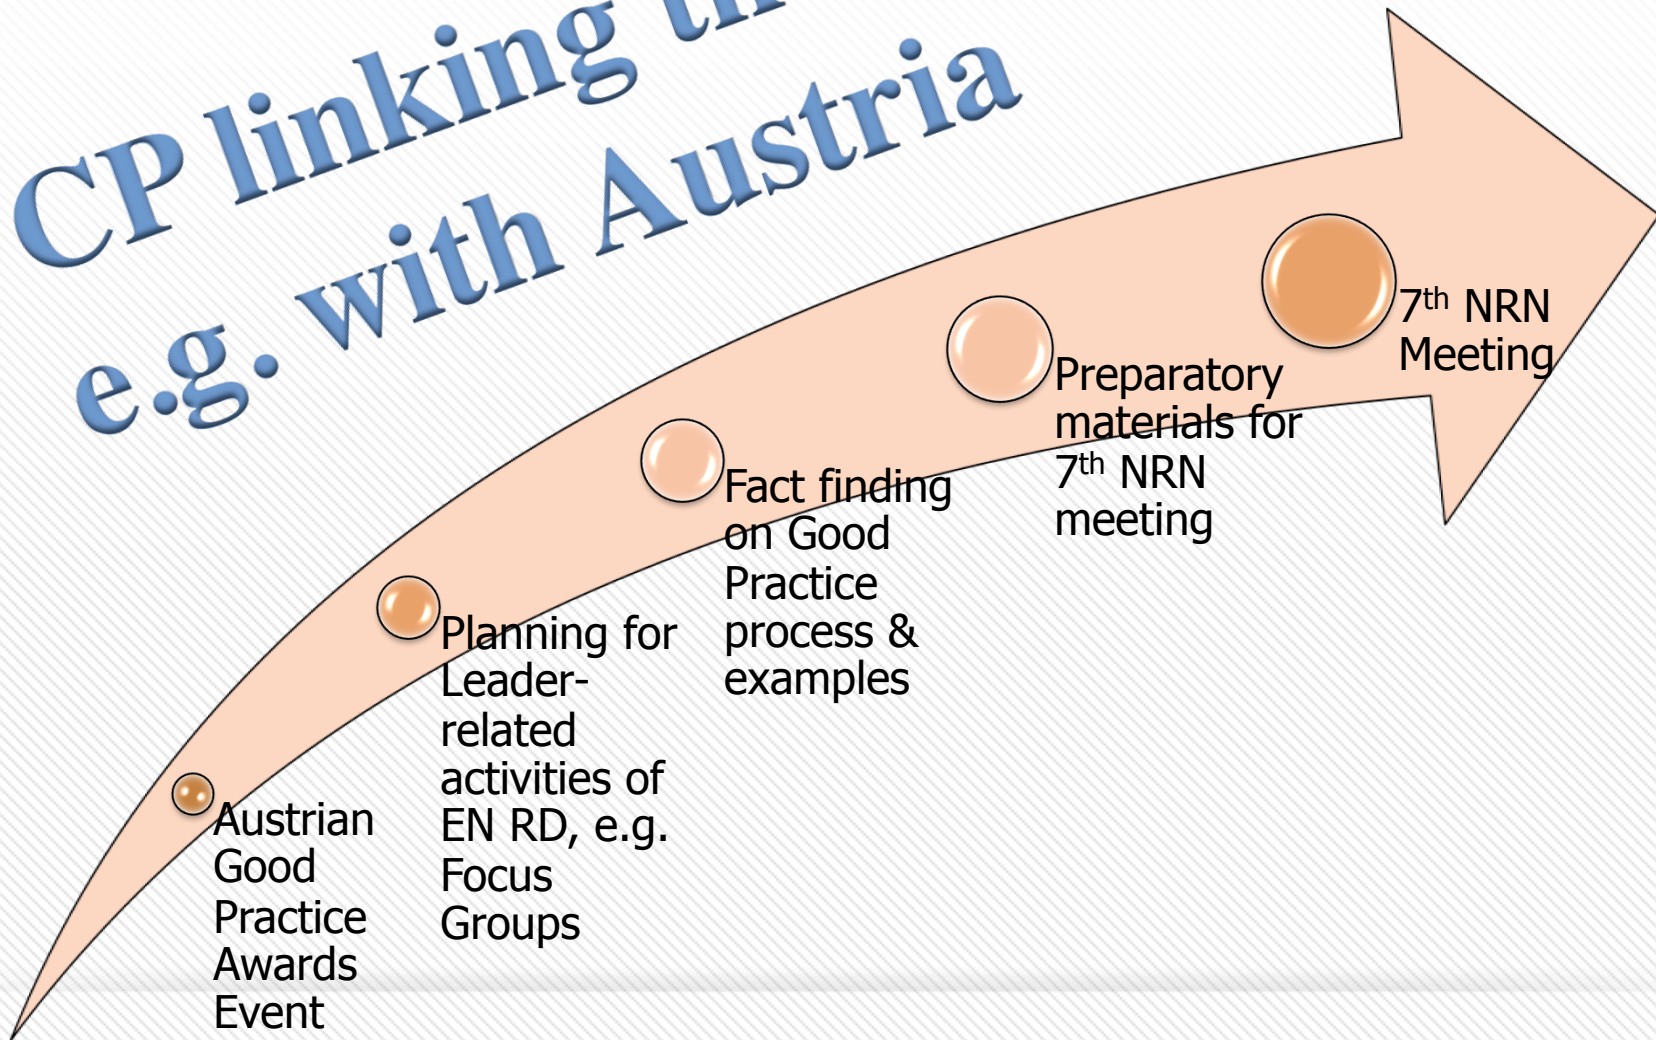 CP linking
e.g. with Austria
Austrian
Good
Practice
Awards
Event
Planning for
Leader-
related
activities of
EN RD, e.g.
Focus
Groups
Fact finding
on Good
Practice
process &
examples
Preparatory
materials for
7th NRN
meeting
7th NRN
Meeting